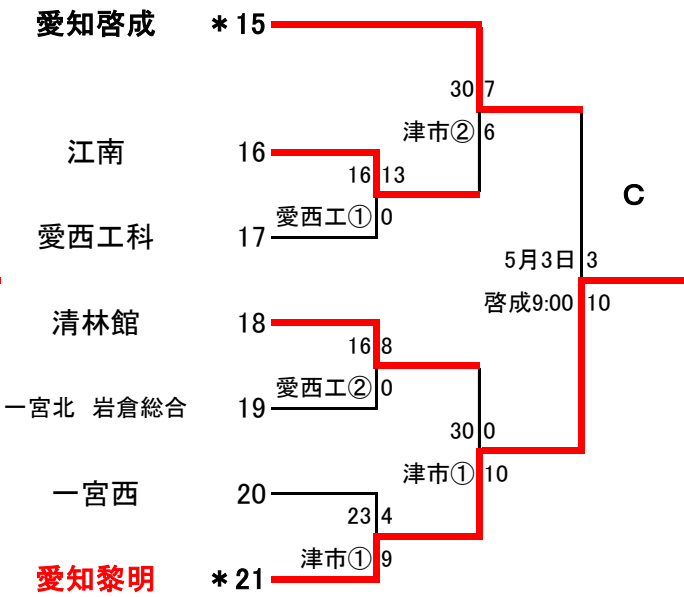 愛知啓成 ＊15
30 7
津市② 6
江南 16
16 13
愛西工① 0
愛西工科 17
C
5月3日 3
啓成9:00 10
清林館 18
16 8
愛西工② 0
一宮北 岩倉総合 19
30 0
津市① 10
一宮西 20
23 4
津市① 9
愛知黎明 ＊21